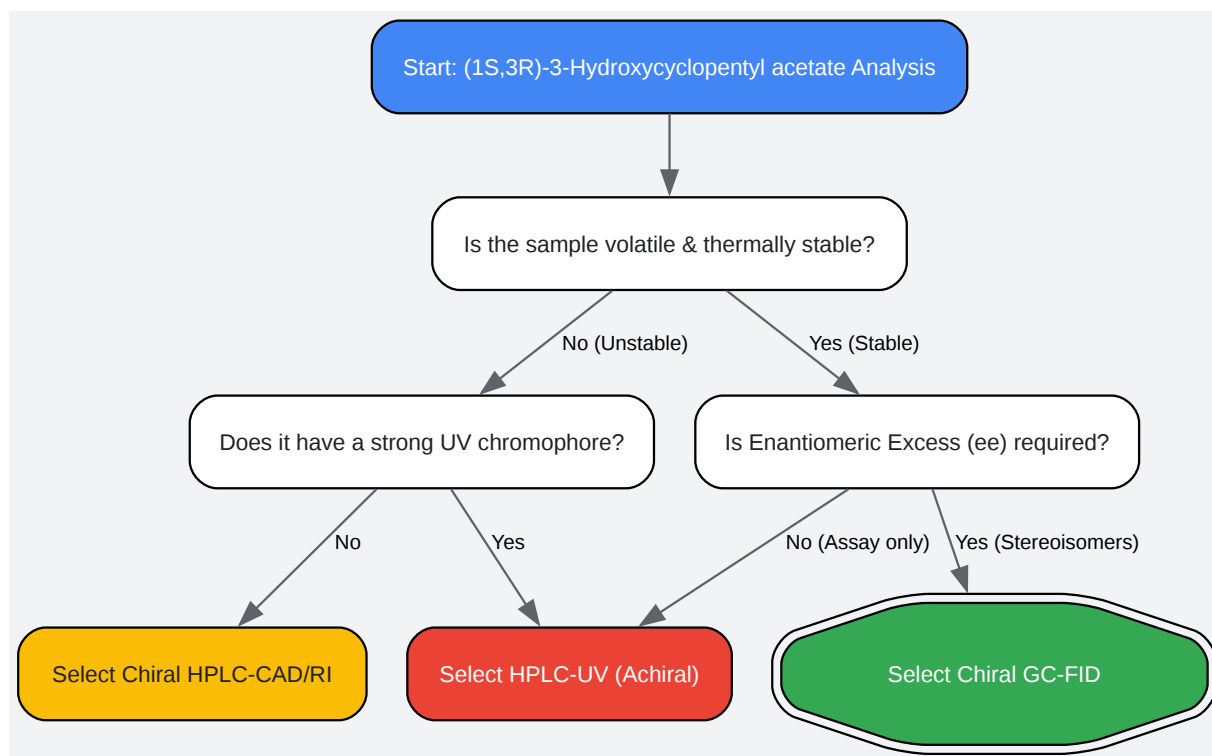 Start: (1S,3R)-3-Hydroxycyclopentyl acetate Analysis
Is the sample volatile & thermally stable?
No (Unstable)
Yes (Stable)
Does it have a strong UV chromophore?
Is Enantiomeric Excess (ee) required?
No
Yes
No (Assay only)
Yes (Stereoisomers)
Select Chiral HPLC-CAD/RI
Select HPLC-UV (Achiral)
Select Chiral GC-FID